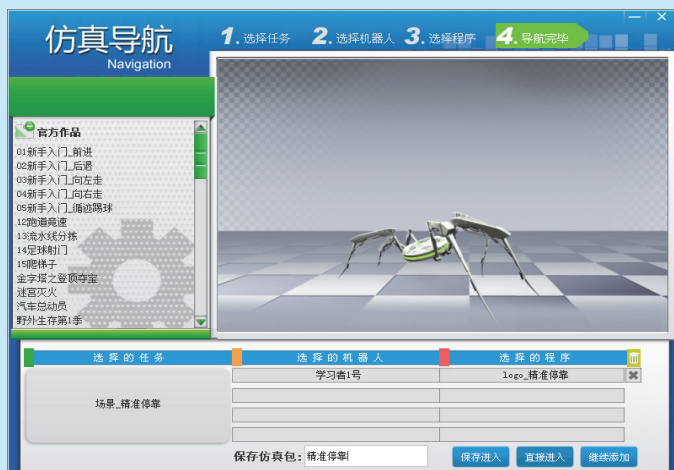 仿真导航
Navigation
1. 选择任务 2. 选择机器人 3. 选择程序 4. 导航完毕
官方作品
01新手入门_前进
02新手入门_后退
03新手入门_向左走
04新手入门_向右走
05新手入门_循迹踢球
12跑道竞速
13流水线分拣
14足球射门
15爬梯子
金字塔之登顶夺宝
迷宫灭火
汽车总动员
野外生存第1季
选择的任务 选择的机器人 选择的程序
场景_精准停靠 学习者1号 logo_精准停靠
保存仿真包: 精准停靠
保存进入 直接进入 继续添加